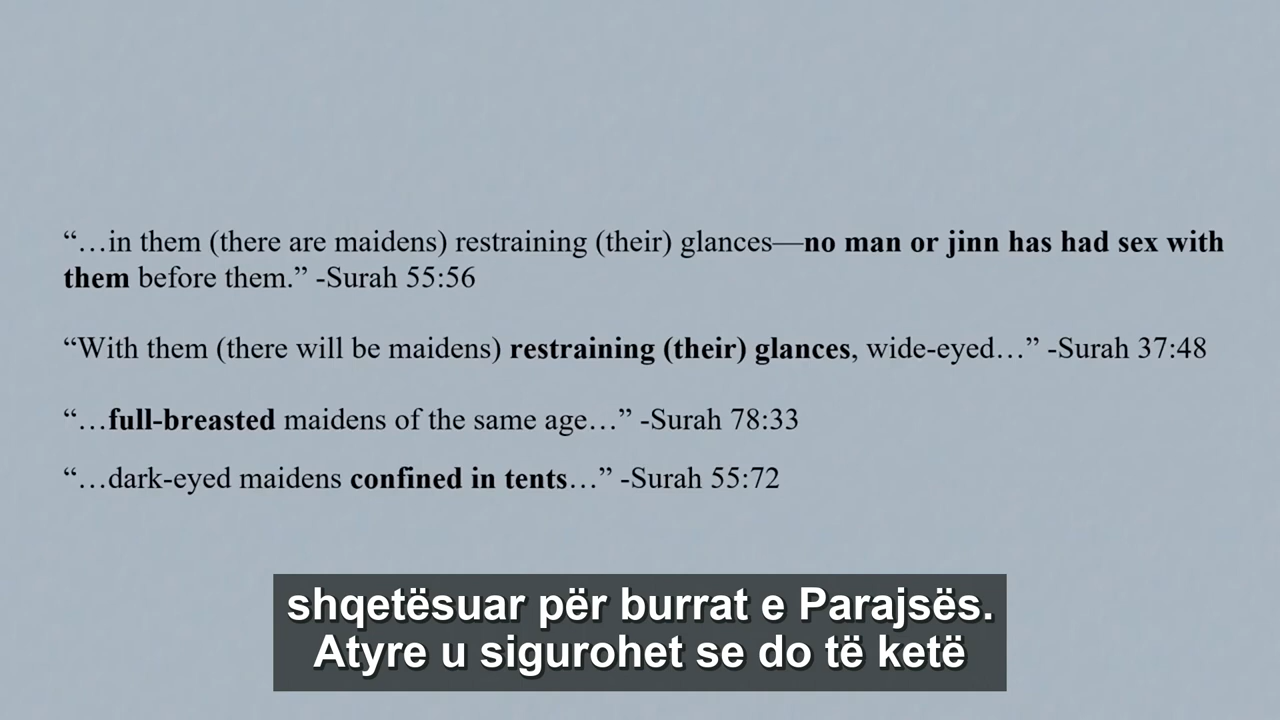 “…in them (there are maidens) restraining (their) glances—no man or jinn has had sex with
them before them.” -Surah 55:56
“With them (there will be maidens) restraining (their) glances, wide-eyed…” -Surah 37:48
“…full-breasted maidens of the same age…” -Surah 78:33
“…dark-eyed maidens confined in tents…” -Surah 55:72
shqetësuar për burrat e Parajsës.
Atyre u sigurohet se do të ketë